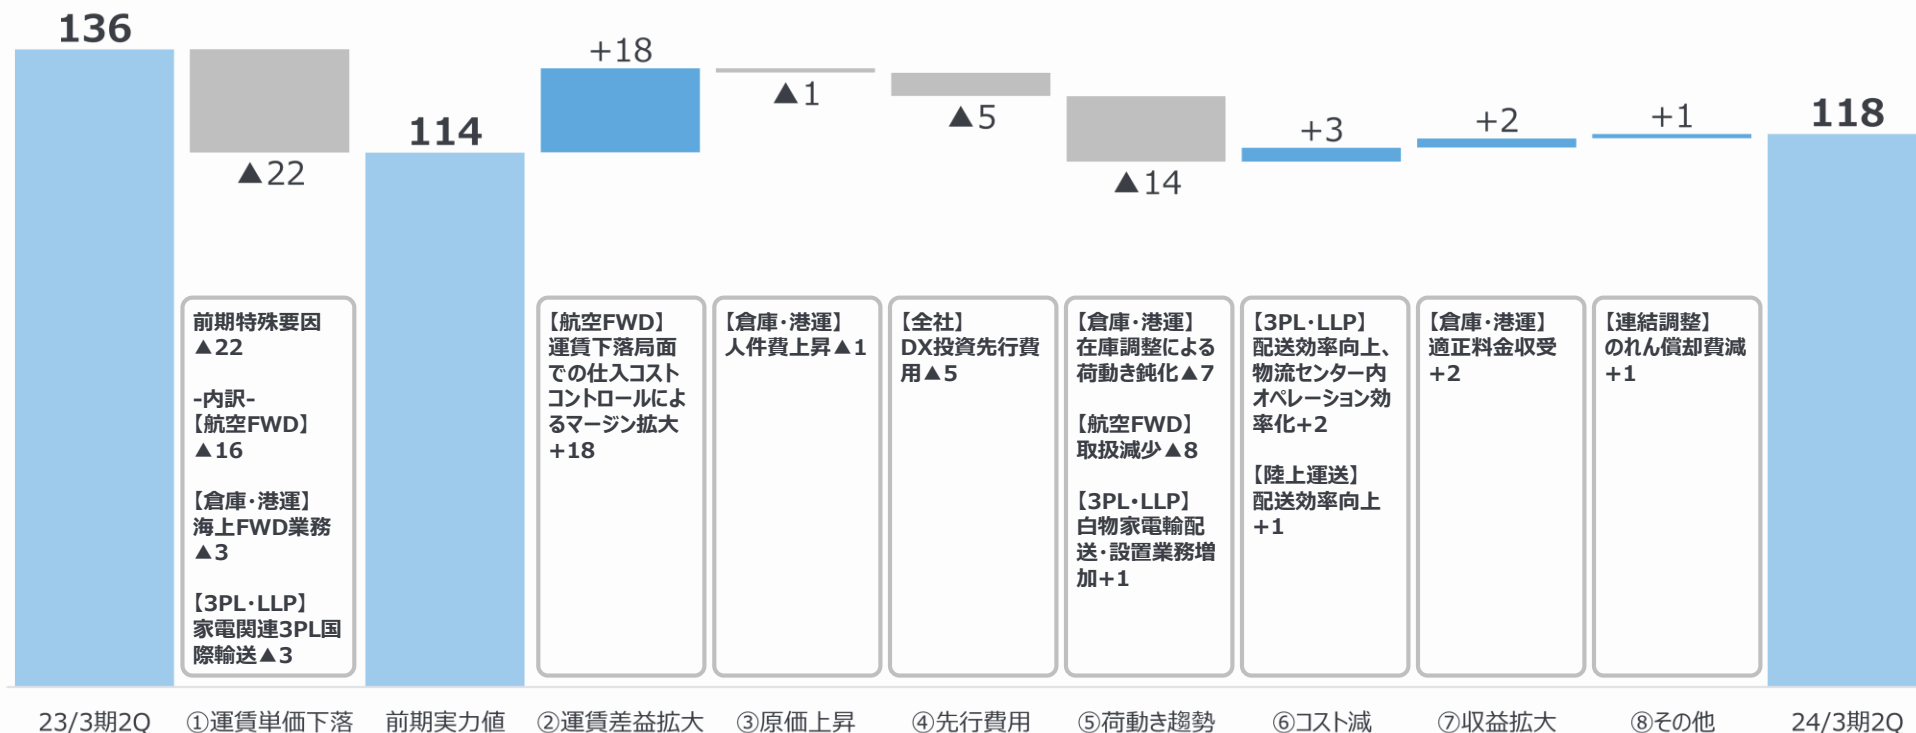 136
▲22
114
+18
▲1
▲5
▲14
+3
+2
+1
118
前期特殊要因
▲22
-内訳-
【航空FWD】
▲16
【倉庫・港運】
海上FWD業務
▲3
【3PL・LLP】
家電関連3PL国
際輸送▲3
【航空FWD】
運賃下落局面
での仕入コスト
コントロールによ
るマージン拡大
+18
【倉庫・港運】
人件費上昇▲1
【全社】
DX投資先行費
用▲5
【倉庫・港運】
在庫調整による
荷動き鈍化▲7
【航空FWD】
取扱減少▲8
【3PL・LLP】
白物家電輸配
送・設置業務増
加+1
【3PL・LLP】
配送効率向上、
物流センター内
オペレーション効
率化+2
【陸上運送】
配送効率向上
+1
【倉庫・港運】
適正料金収受
+2
【連結調整】
のれん償却費減
+1
23/3期2Q
①運賃単価下落
前期実力値
②運賃差益拡大
③原価上昇
④先行費用
⑤荷動き趨勢
⑥コスト減
⑦収益拡大
⑧その他
24/3期2Q